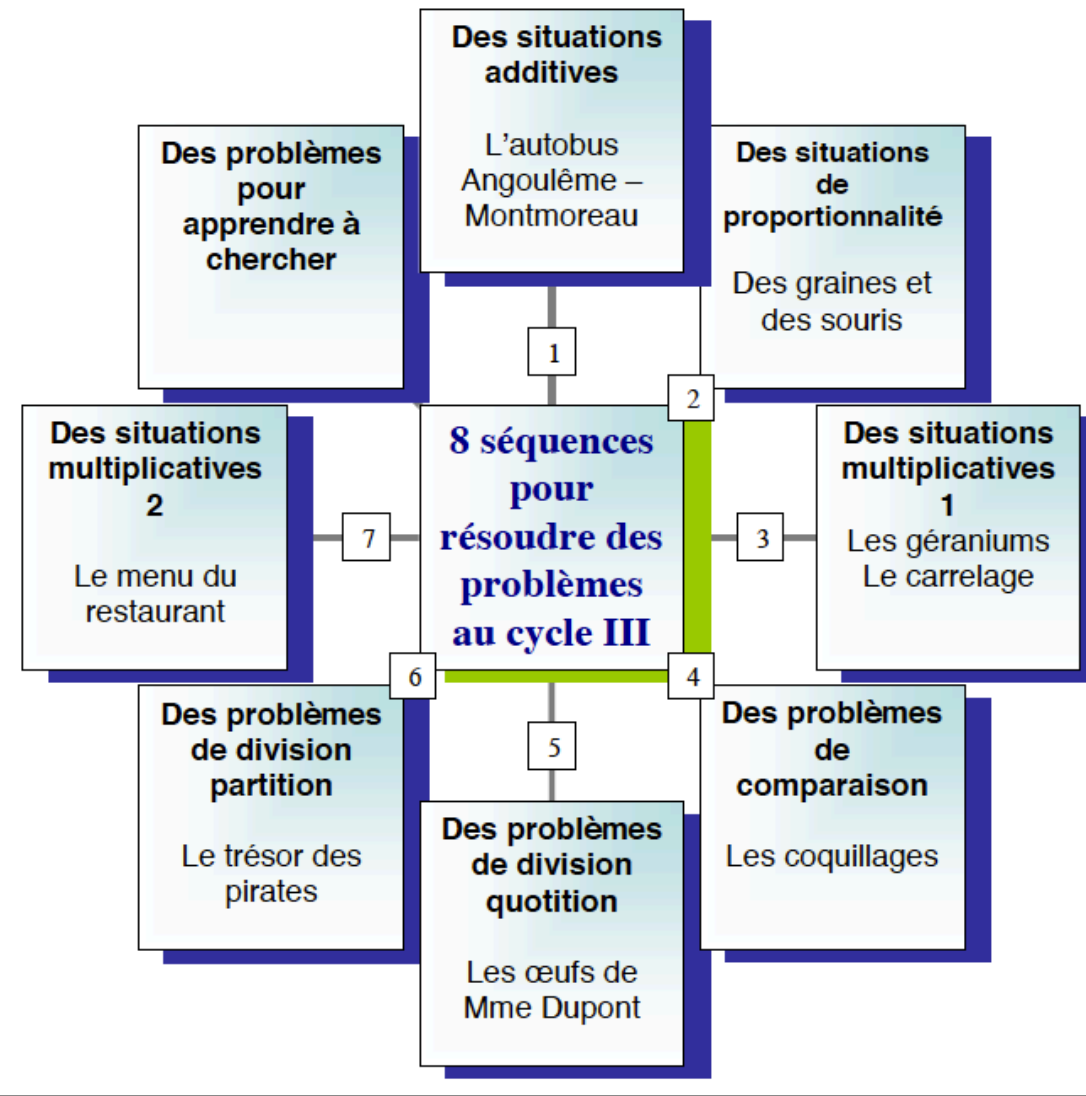 Des situations
additives
L'autobus
Angoulême –
Montmoreau
Des problèmes
pour
apprendre à
chercher
Des situations
de
proportionnalité
Des graines et
des souris
1
2
8 séquences
pour
résoudre des
problèmes
au cycle III
Des situations
multiplicatives
2
Le menu du
restaurant
7
3
Des situations
multiplicatives
1
Les géraniums
Le carrelage
6
4
5
Des problèmes
de division
partition
Le trésor des
pirates
Des problèmes
de division
quotition
Les œufs de
Mme Dupont
Des problèmes
de
comparaison
Les coquillages